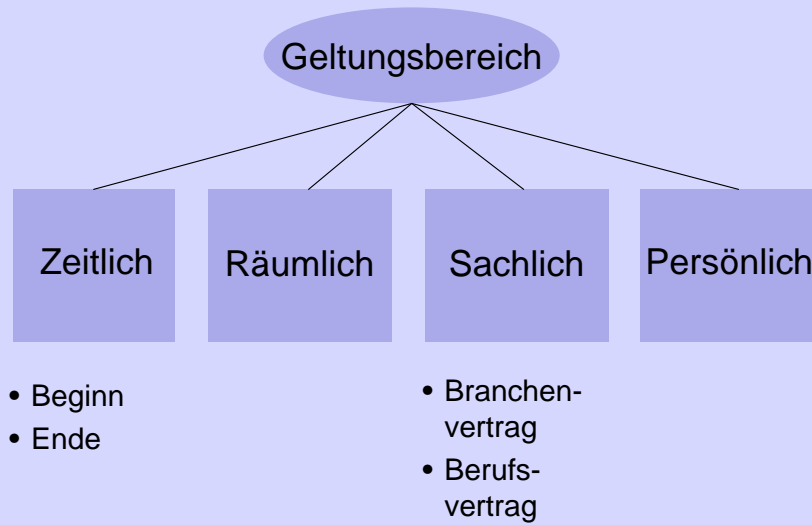 Geltungsbereich
Zeitlich
Räumlich
Sachlich
Persönlich
• Beginn
• Ende
• Branchen-
vertrag
• Berufs-
vertrag